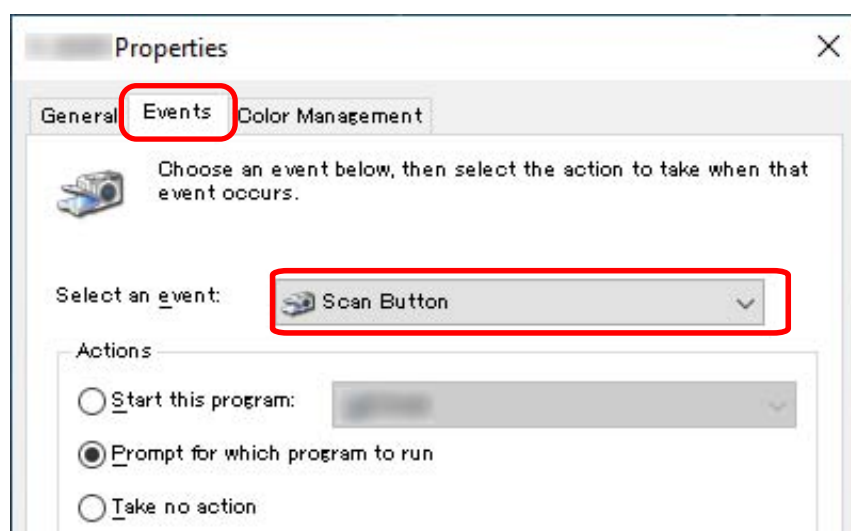 Properties
General Events Color Management
Choose an event below, then select the action to take when that
event occurs.
Select an event: Scan Button
Actions
Start this program:
Prompt for which program to run
Take no action